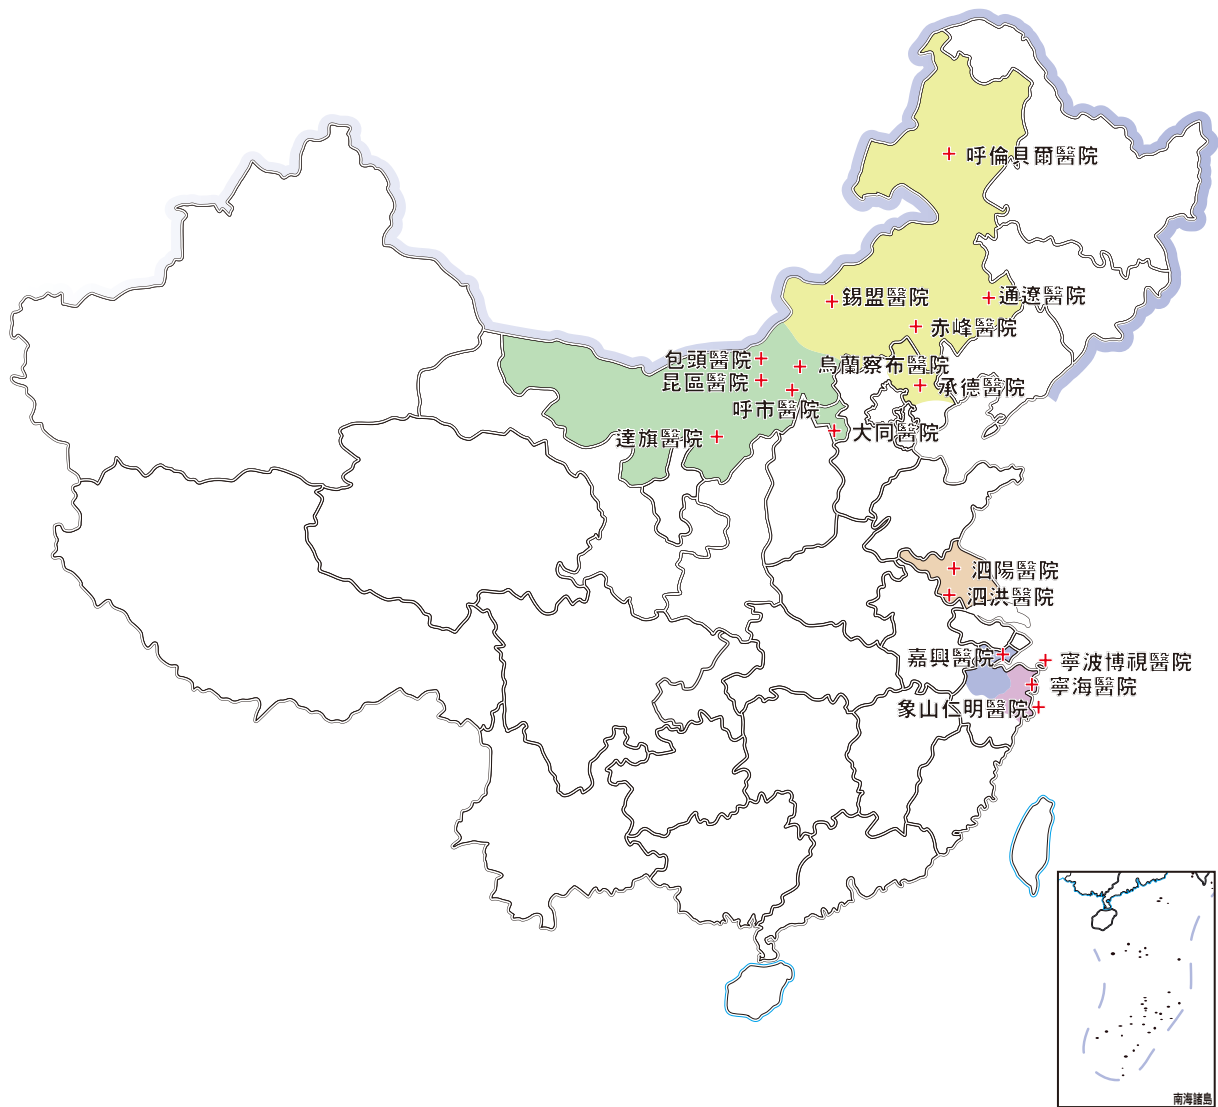 呼倫貝爾醫院
錫盟醫院
通遼醫院
赤峰醫院
包頭醫院
烏蘭察布醫院
昆區醫院
承德醫院
呼市醫院
達旗醫院
大同醫院
泗陽醫院
泗洪醫院
嘉興醫院
寧波博視醫院
寧海醫院
象山仁明醫院
南海諸島